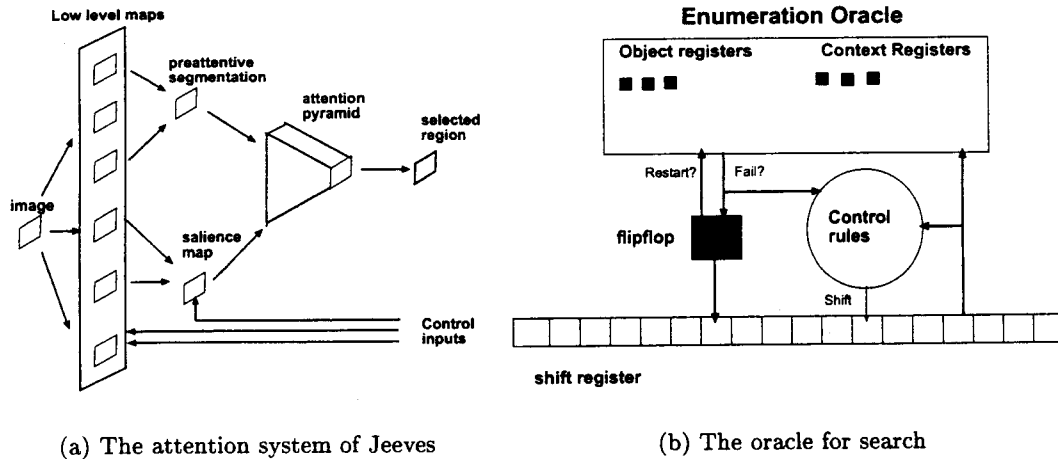 Low level maps
preattentive
segmentation
attention
pyramid
selected
region
image
salience
map
Control
inputs
(a) The attention system of Jeeves
Enumeration Oracle
Object registers
Context Registers
Restart?
Fail?
flipflop
Control
rules
Shift
shift register
(b) The oracle for search